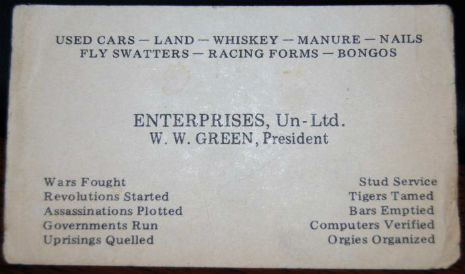 USED CARS — LAND — WHISKEY — MANURE — NAILS
FLY SWATTERS — RACING FORMS — BONGOS
ENTERPRISES, Un-Ltd.
W. W. GREEN, President
Wars Fought
Revolutions Started
Assassinations Plotted
Governments Run
Uprisings Quelled
Stud Service
Tigers Tamed
Bars Emptied
Computers Verified
Orgies Organized